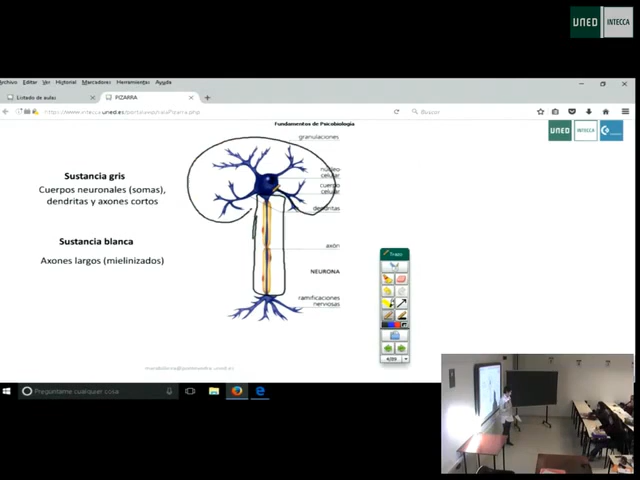 UNED INTECCA
Archivo Editar Ver Historial Marcadores Herramientas Ayuda
Listado de aulas
PIZARRA
Buscar
Fundamentos de Psicobiología
UNED INTECCA
granulaciones
Sustancia gris
Cuerpos neuronales (somas),
dendritas y axones cortos
núcleo
celular
cuerpo
celular
dendritas
Sustancia blanca
Axones largos (mielinizados)
axón
NEURONA
ramificaciones
nerviosas
Trazo
Pregúntame cualquier cosa